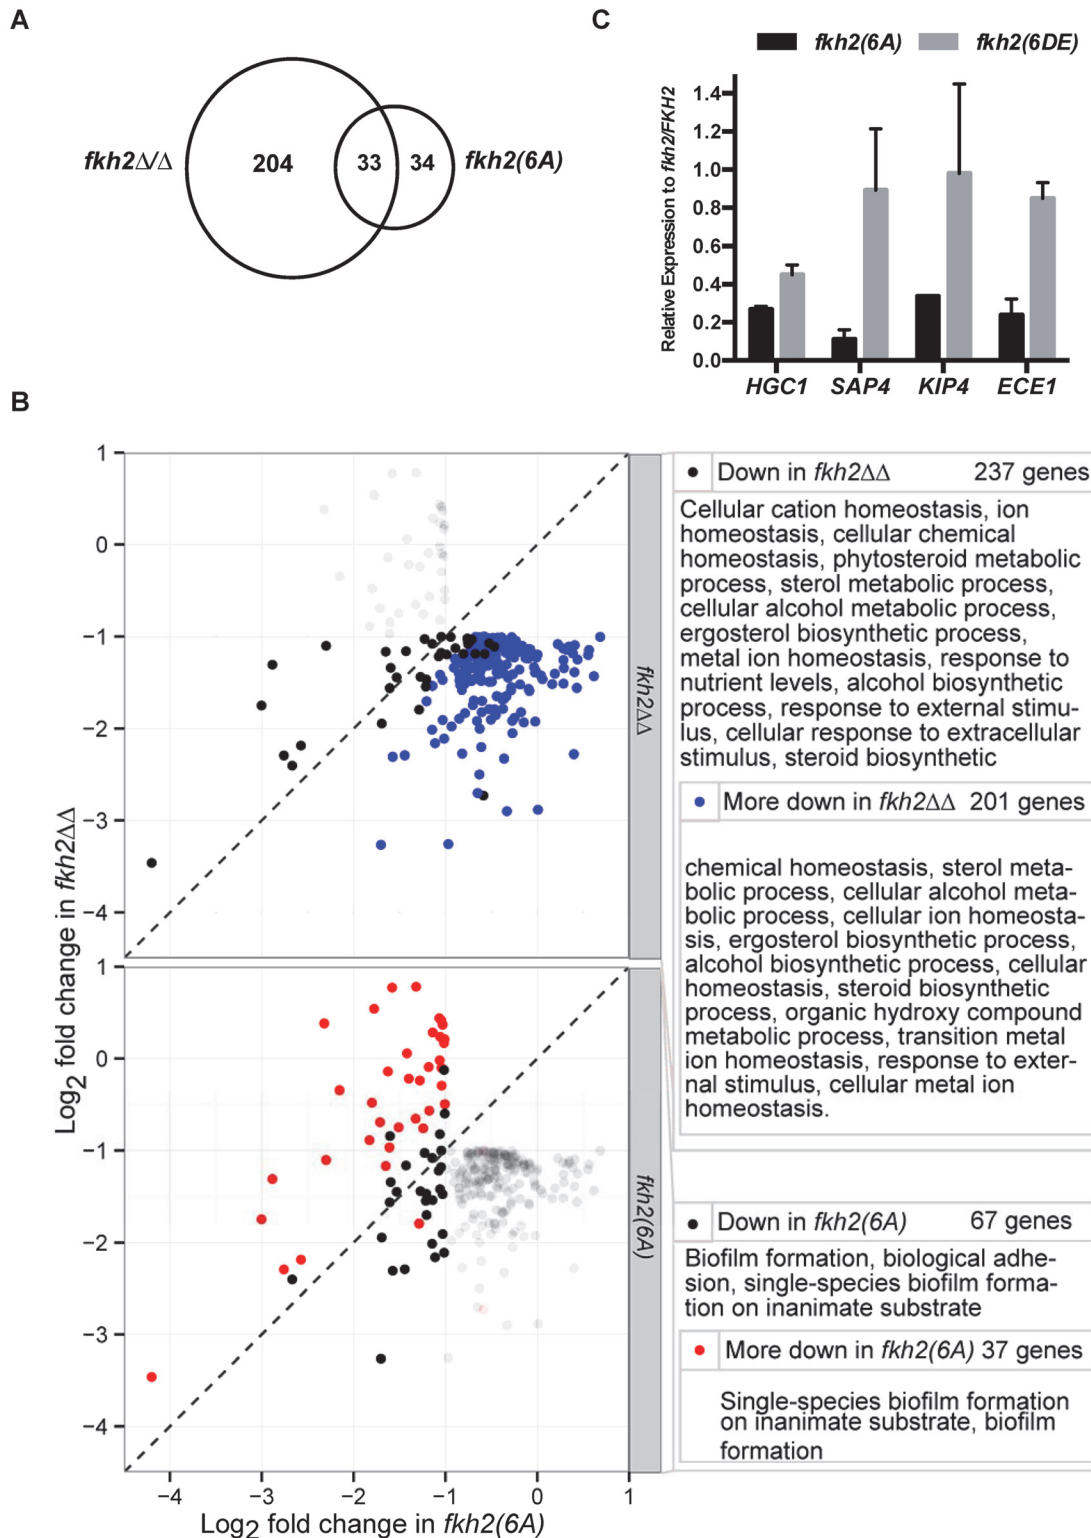 A
fkh2Δ/Δ
204
33
34
fkh2(6A)
C
fkh2(6A)
fkh2(6DE)
Relative Expression to fkh2/FKH2
1.4
1.2
1.0
0.8
0.6
0.4
0.2
0.0
HGC1
SAP4
KIP4
ECE1
B
Log2 fold change in fkh2ΔΔ
1
0
−1
−2
−3
−4
fkh2ΔΔ
1
0
−1
−2
−3
−4
fkh2(6A)
−4
−3
−2
−1
0
1
Log2 fold change in fkh2(6A)
Down in fkh2ΔΔ 237 genes
Cellular cation homeostasis, ion
homeostasis, cellular chemical
homeostasis, phytosteroid metabolic
process, sterol metabolic process,
cellular alcohol metabolic process,
ergosterol biosynthetic process,
metal ion homeostasis, response to
nutrient levels, alcohol biosynthetic
process, response to external stimu-
lus, cellular response to extracellular
stimulus, steroid biosynthetic
More down in fkh2ΔΔ 201 genes
chemical homeostasis, sterol meta-
bolic process, cellular alcohol meta-
bolic process, cellular ion homeosta-
sis, ergosterol biosynthetic process,
alcohol biosynthetic process, cellular
homeostasis, steroid biosynthetic
process, organic hydroxy compound
metabolic process, transition metal
ion homeostasis, response to exter-
nal stimulus, cellular metal ion
homeostasis.
Down in fkh2(6A) 67 genes
Biofilm formation, biological adhe-
sion, single-species biofilm forma-
tion on inanimate substrate
More down in fkh2(6A) 37 genes
Single-species biofilm formation
on inanimate substrate, biofilm
formation